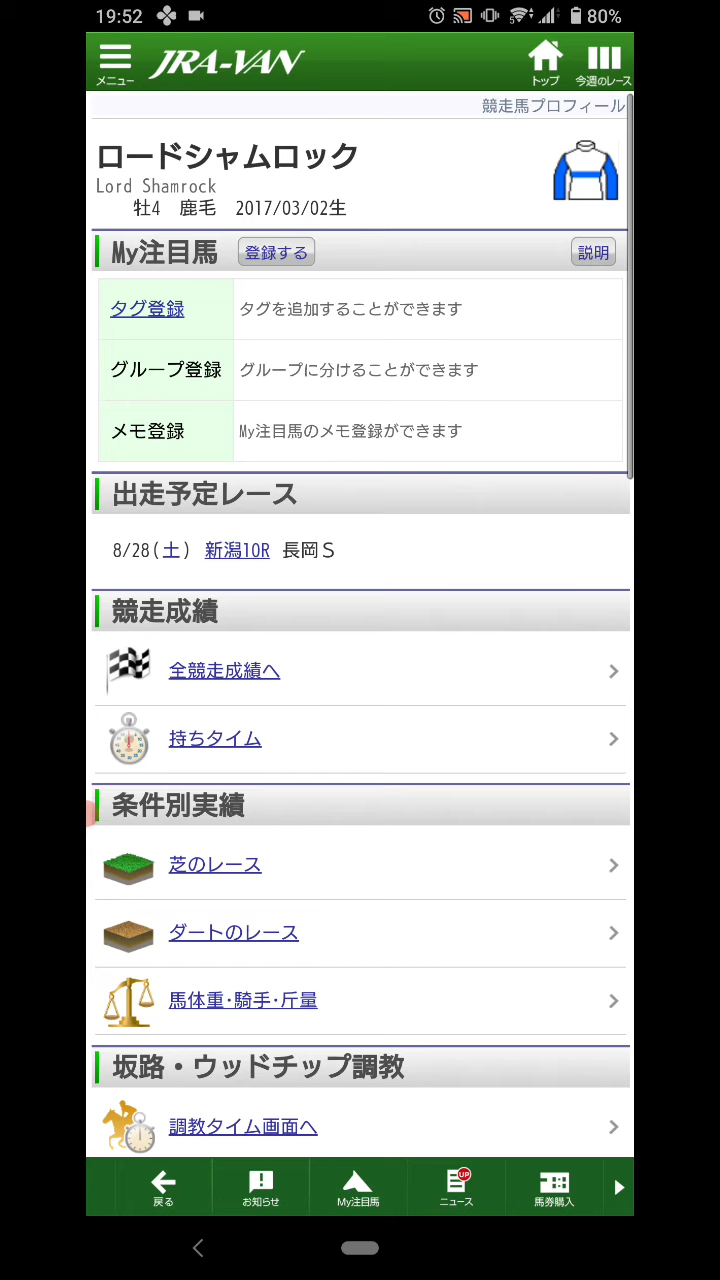 19:52
80%
メニュー
JRA-VAN
トップ
今週のレース
競走馬プロフィール
ロードシャムロック
Lord Shamrock
牡4 鹿毛 2017/03/02生
My注目馬 登録する 説明
タグ登録 タグを追加することができます
グループ登録 グループに分けることができます
メモ登録 My注目馬のメモ登録ができます
出走予定レース
8/28(土) 新潟10R 長岡S
競走成績
全競走成績へ
持ちタイム
条件別実績
芝のレース
ダートのレース
馬体重・騎手・斤量
坂路・ウッドチップ調教
調教タイム画面へ
戻る お知らせ My注目馬 UP ニュース 馬券購入